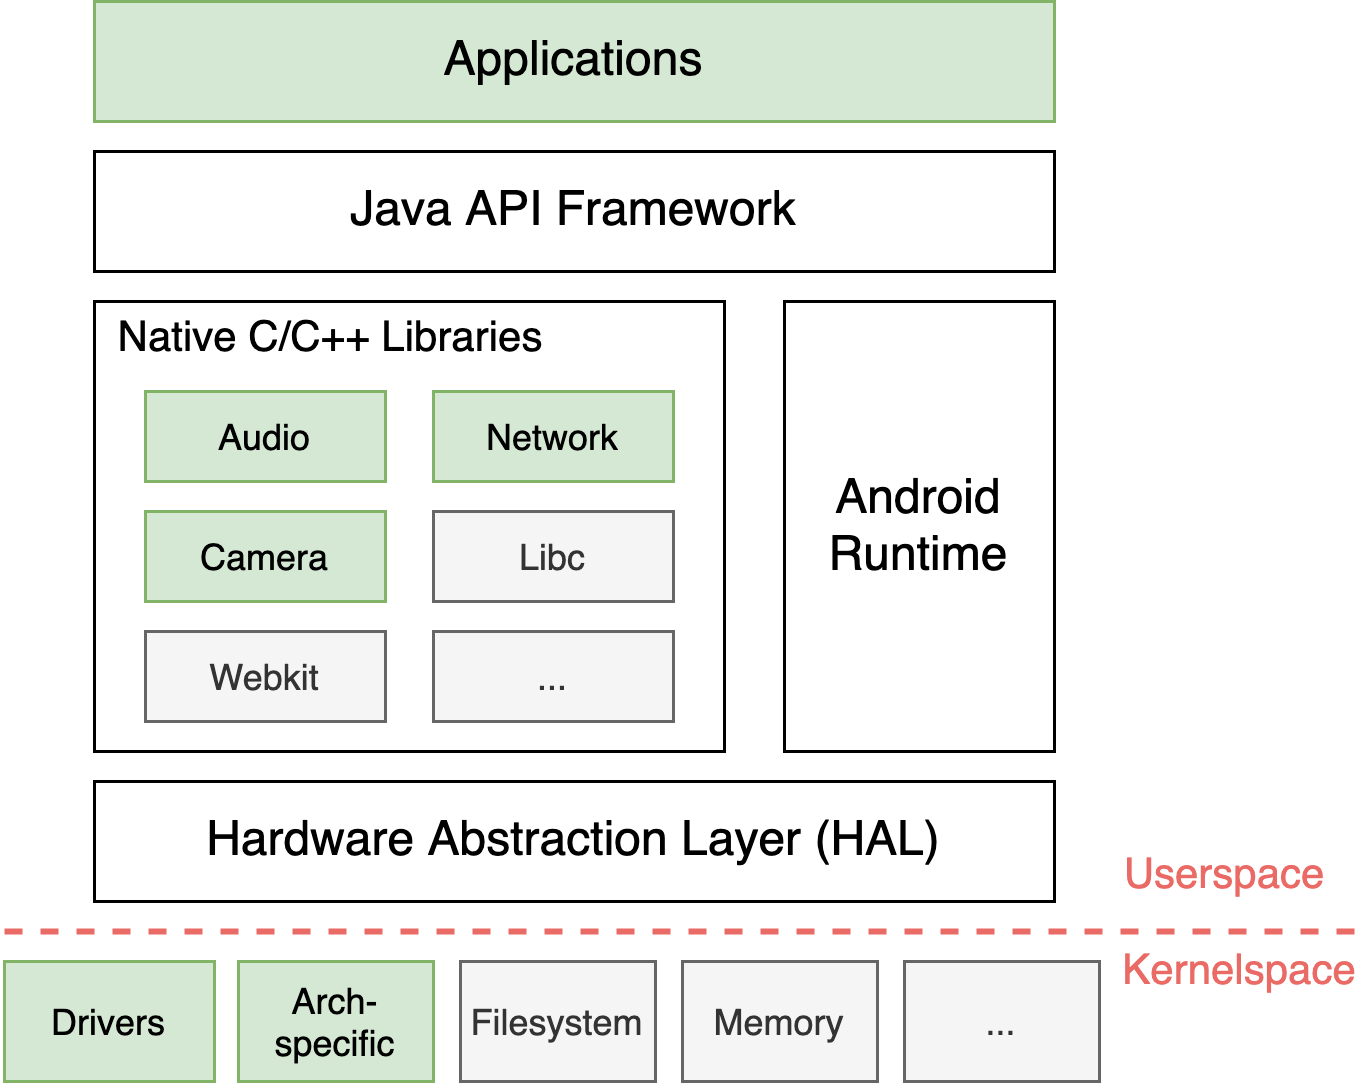 Applications
Java API Framework
Native C/C++ Libraries
Audio
Network
Camera
Libc
Webkit
...
Android
Runtime
Hardware Abstraction Layer (HAL)
Userspace
Kernelspace
Drivers
Arch-
specific
Filesystem
Memory
...